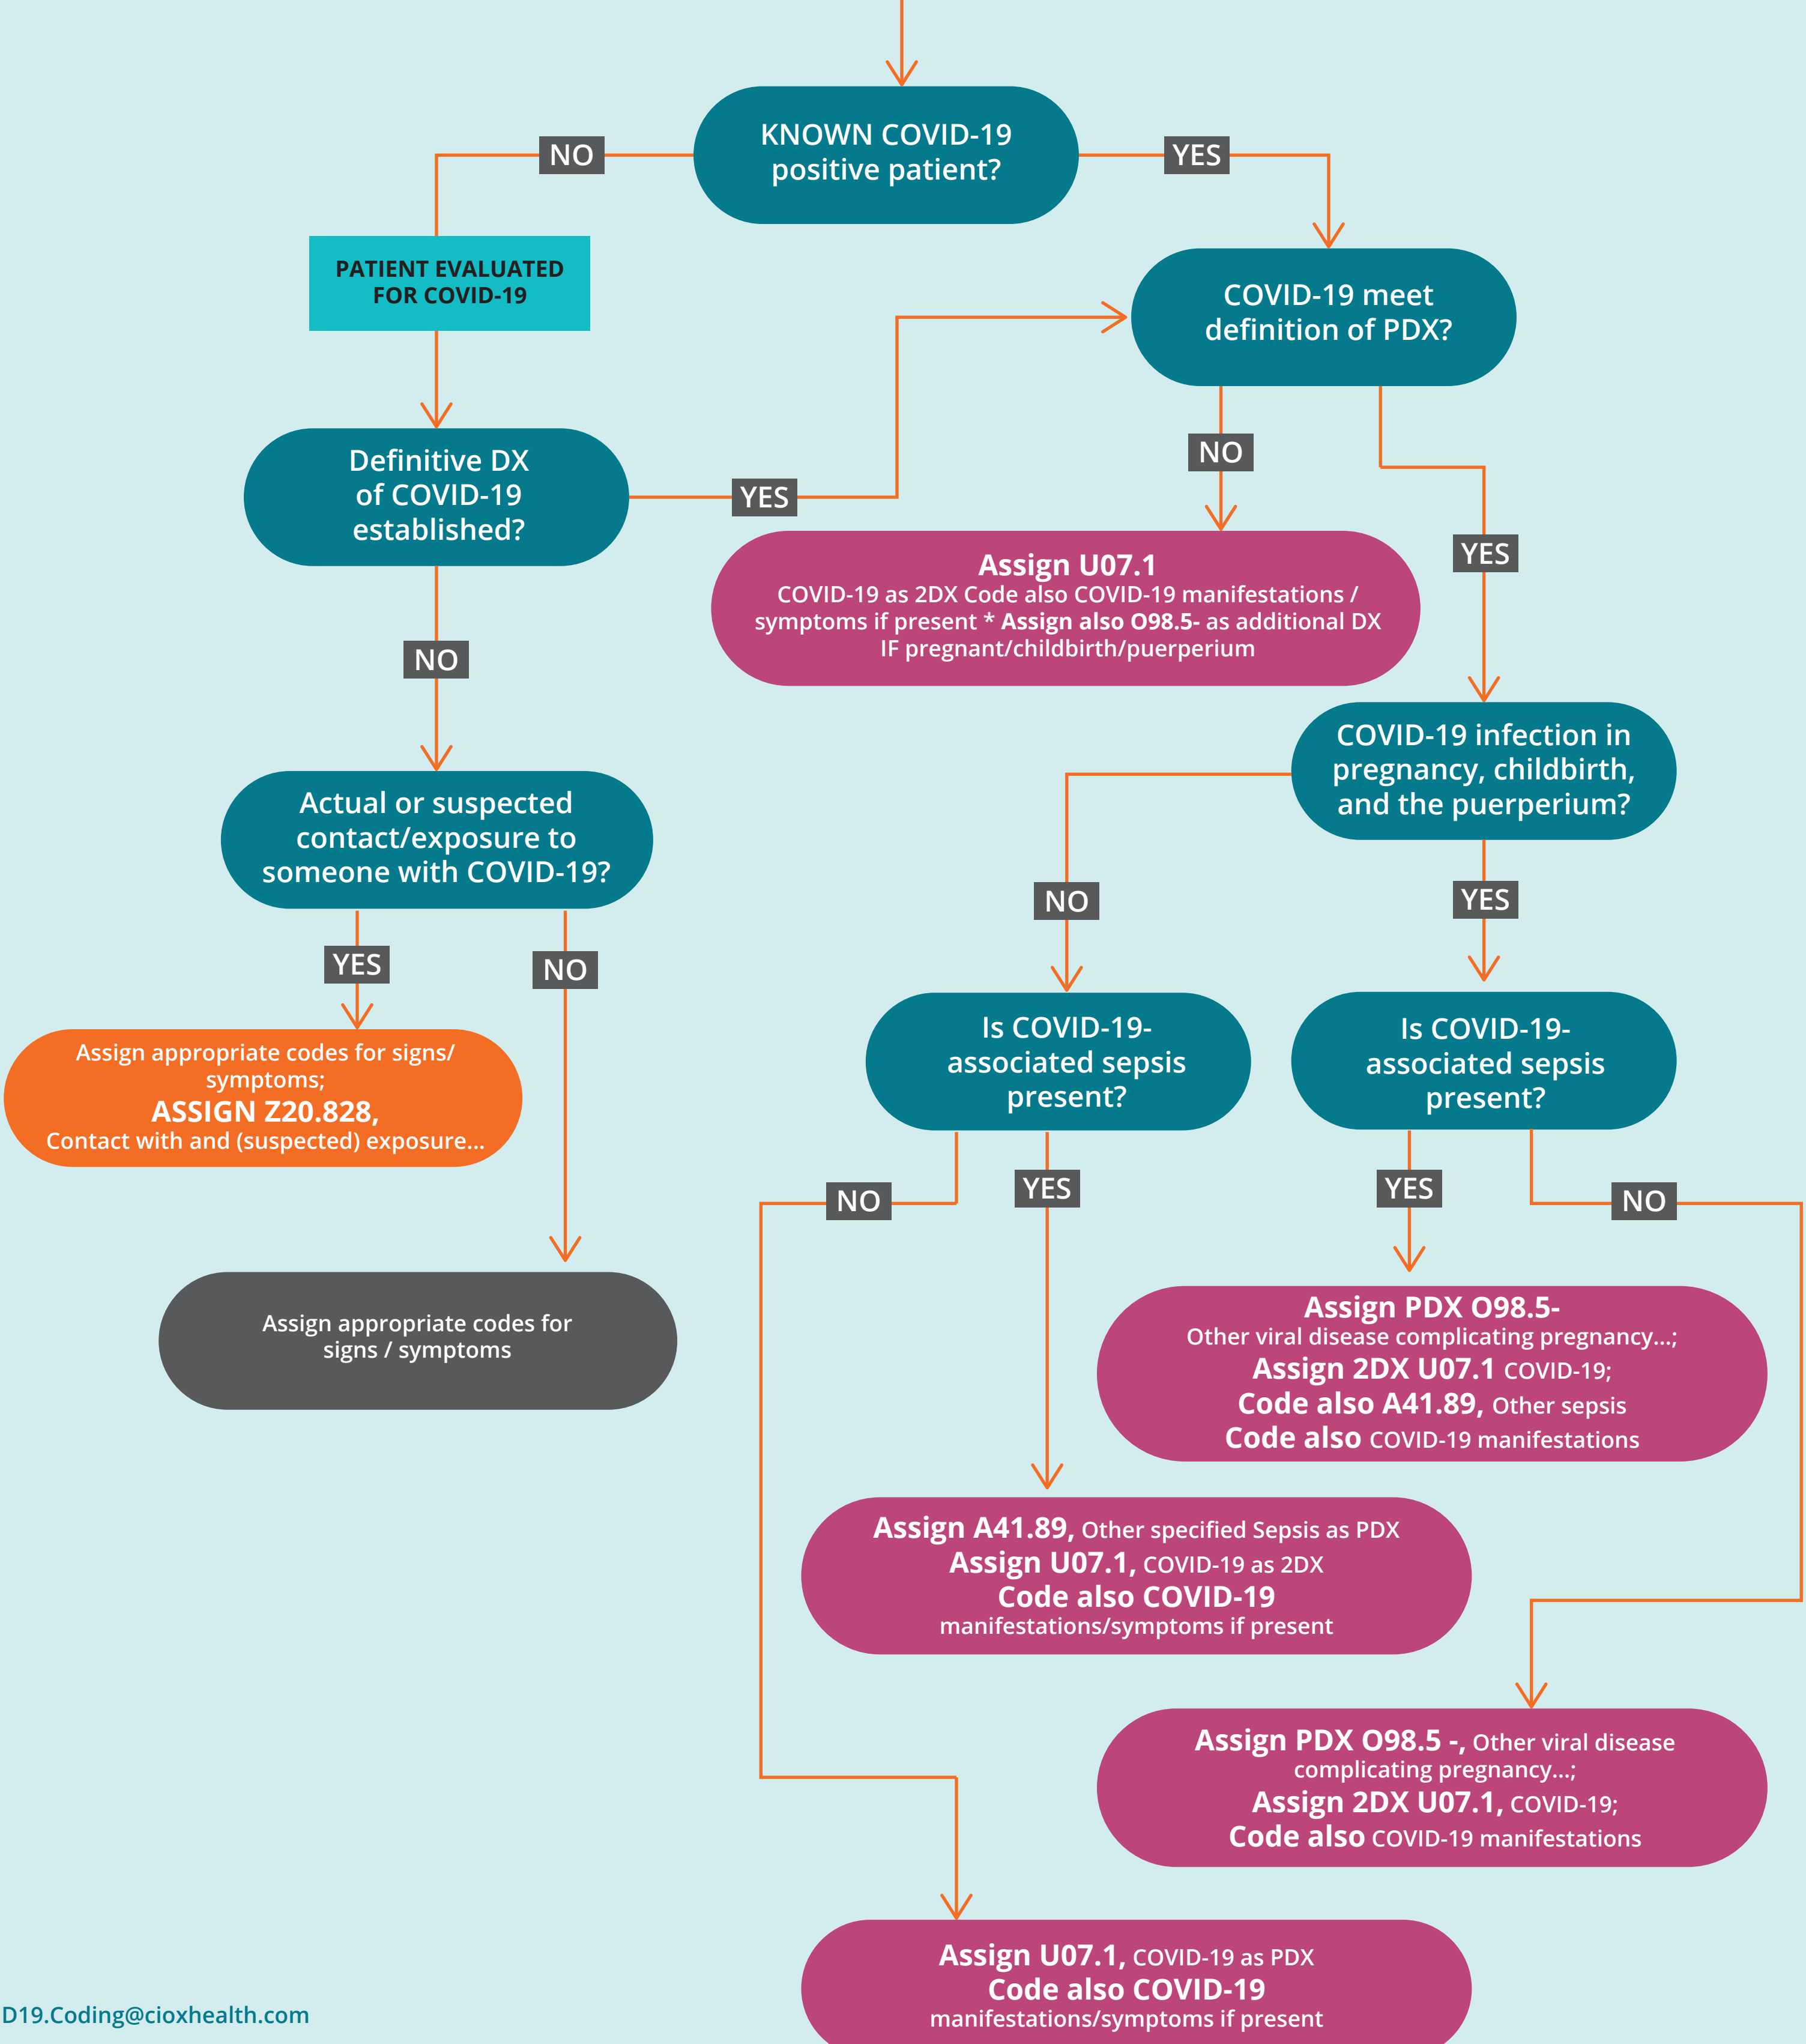 KNOWN COVID-19
positive patient?
NO
YES
PATIENT EVALUATED
FOR COVID-19
COVID-19 meet
definition of PDX?
Definitive DX
of COVID-19
established?
YES
NO
YES
Assign U07.1
COVID-19 as 2DX Code also COVID-19 manifestations /
symptoms if present * Assign also O98.5- as additional DX
IF pregnant/childbirth/puerperium
NO
COVID-19 infection in
pregnancy, childbirth,
and the puerperium?
Actual or suspected
contact/exposure to
someone with COVID-19?
NO
YES
YES
NO
Is COVID-19-
associated sepsis
present?
Is COVID-19-
associated sepsis
present?
Assign appropriate codes for signs/
symptoms;
ASSIGN Z20.828,
Contact with and (suspected) exposure...
NO
YES
YES
NO
Assign appropriate codes for
signs / symptoms
Assign PDX O98.5-
Other viral disease complicating pregnancy...;
Assign 2DX U07.1 COVID-19;
Code also A41.89, Other sepsis
Code also COVID-19 manifestations
Assign A41.89, Other specified Sepsis as PDX
Assign U07.1, COVID-19 as 2DX
Code also COVID-19
manifestations/symptoms if present
Assign PDX O98.5 -, Other viral disease
complicating pregnancy...;
Assign 2DX U07.1, COVID-19;
Code also COVID-19 manifestations
Assign U07.1, COVID-19 as PDX
Code also COVID-19
manifestations/symptoms if present
D19.Coding@cioxhealth.com